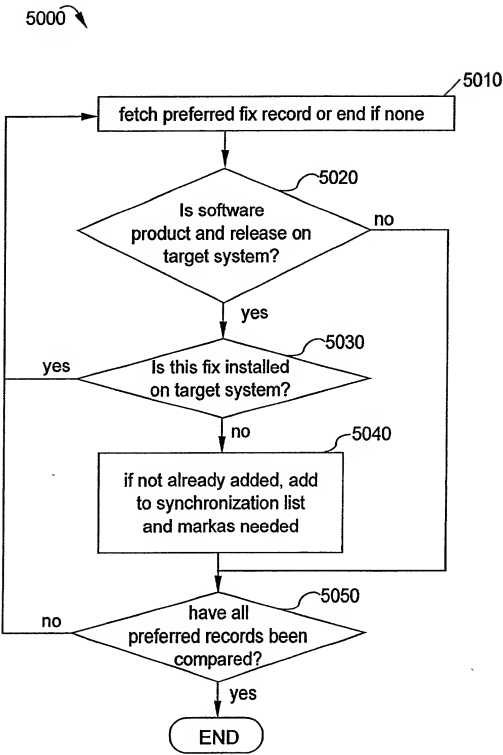 5000
5010
fetch preferred fix record or end if none
5020
Is software
product and release on
target system?
no
yes
5030
yes
Is this fix installed
on target system?
no
5040
if not already added, add
to synchronization list
and markas needed
5050
no
have all
preferred records been
compared?
yes
END